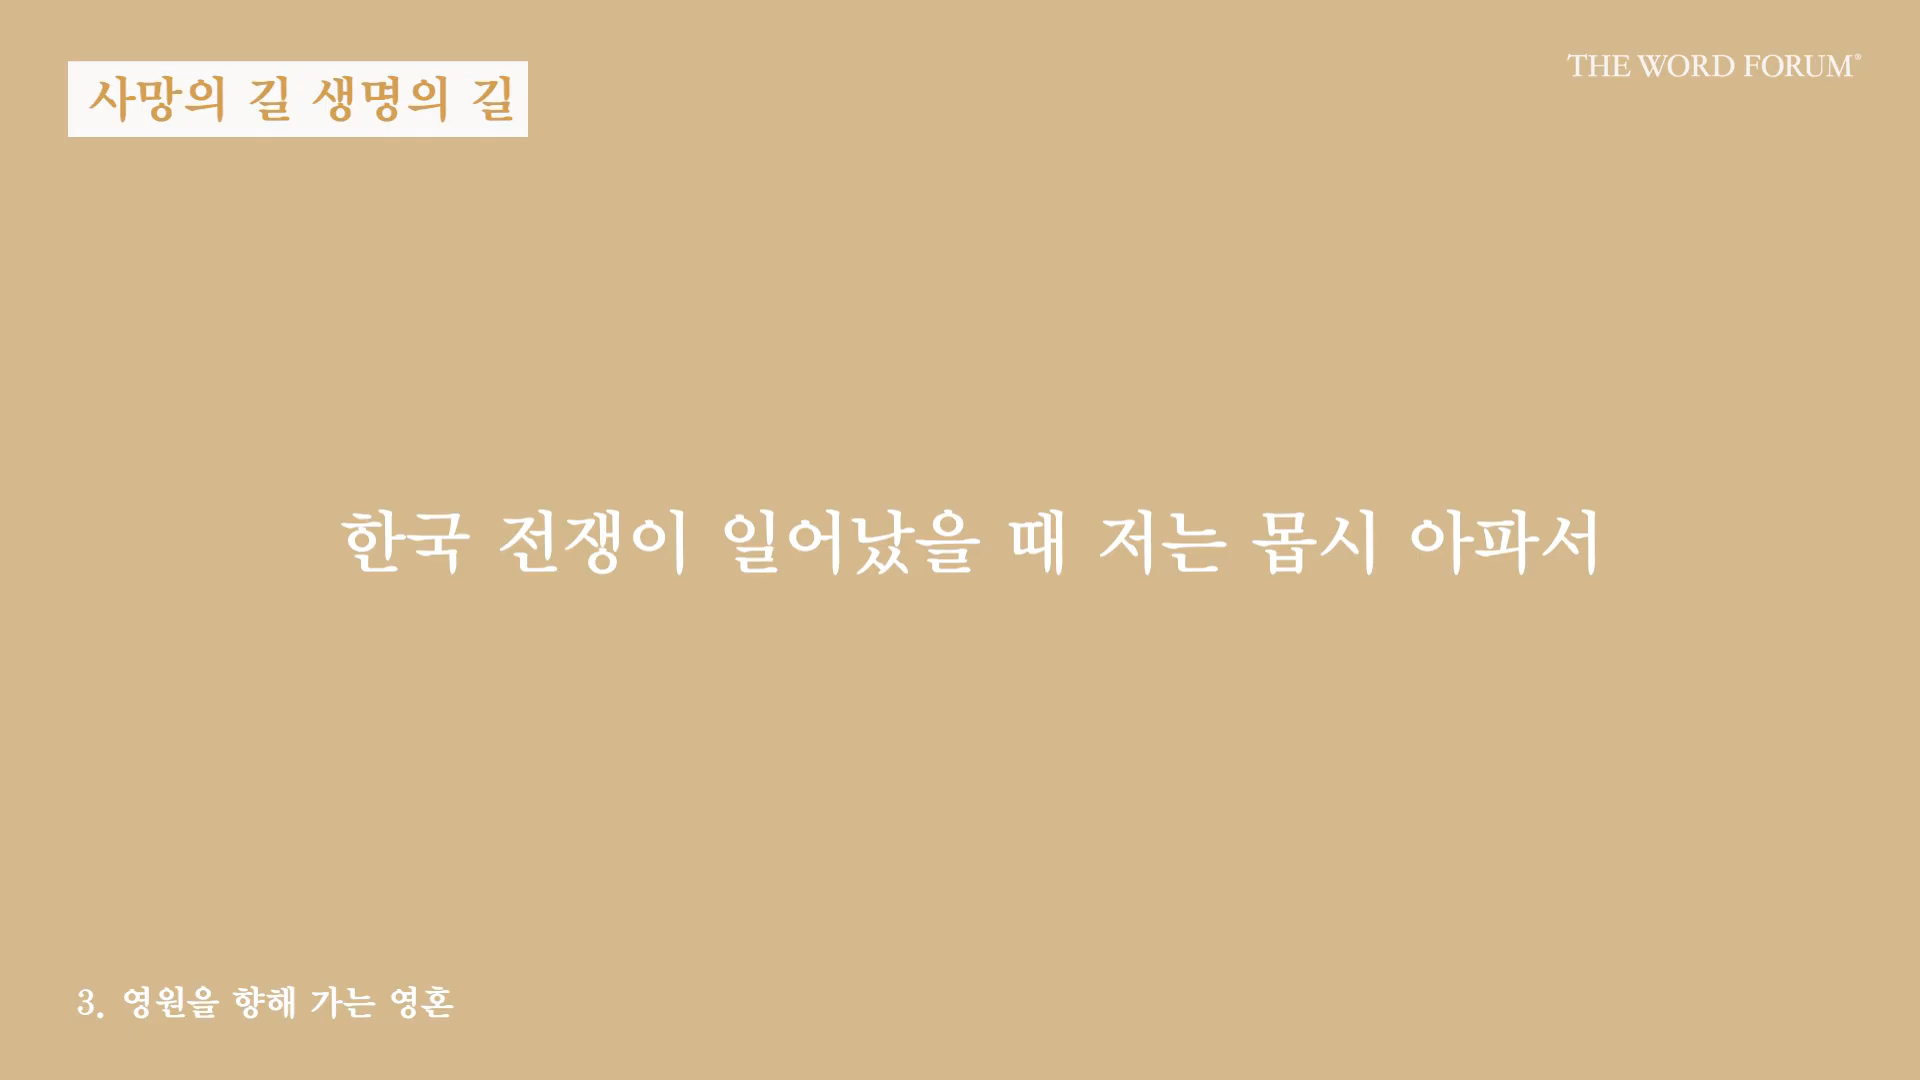 사망의 길 생명의 길
THE WORD FORUM®
한국 전쟁이 일어났을 때 저는 몹시 아파서
3. 영원을 향해 가는 영혼